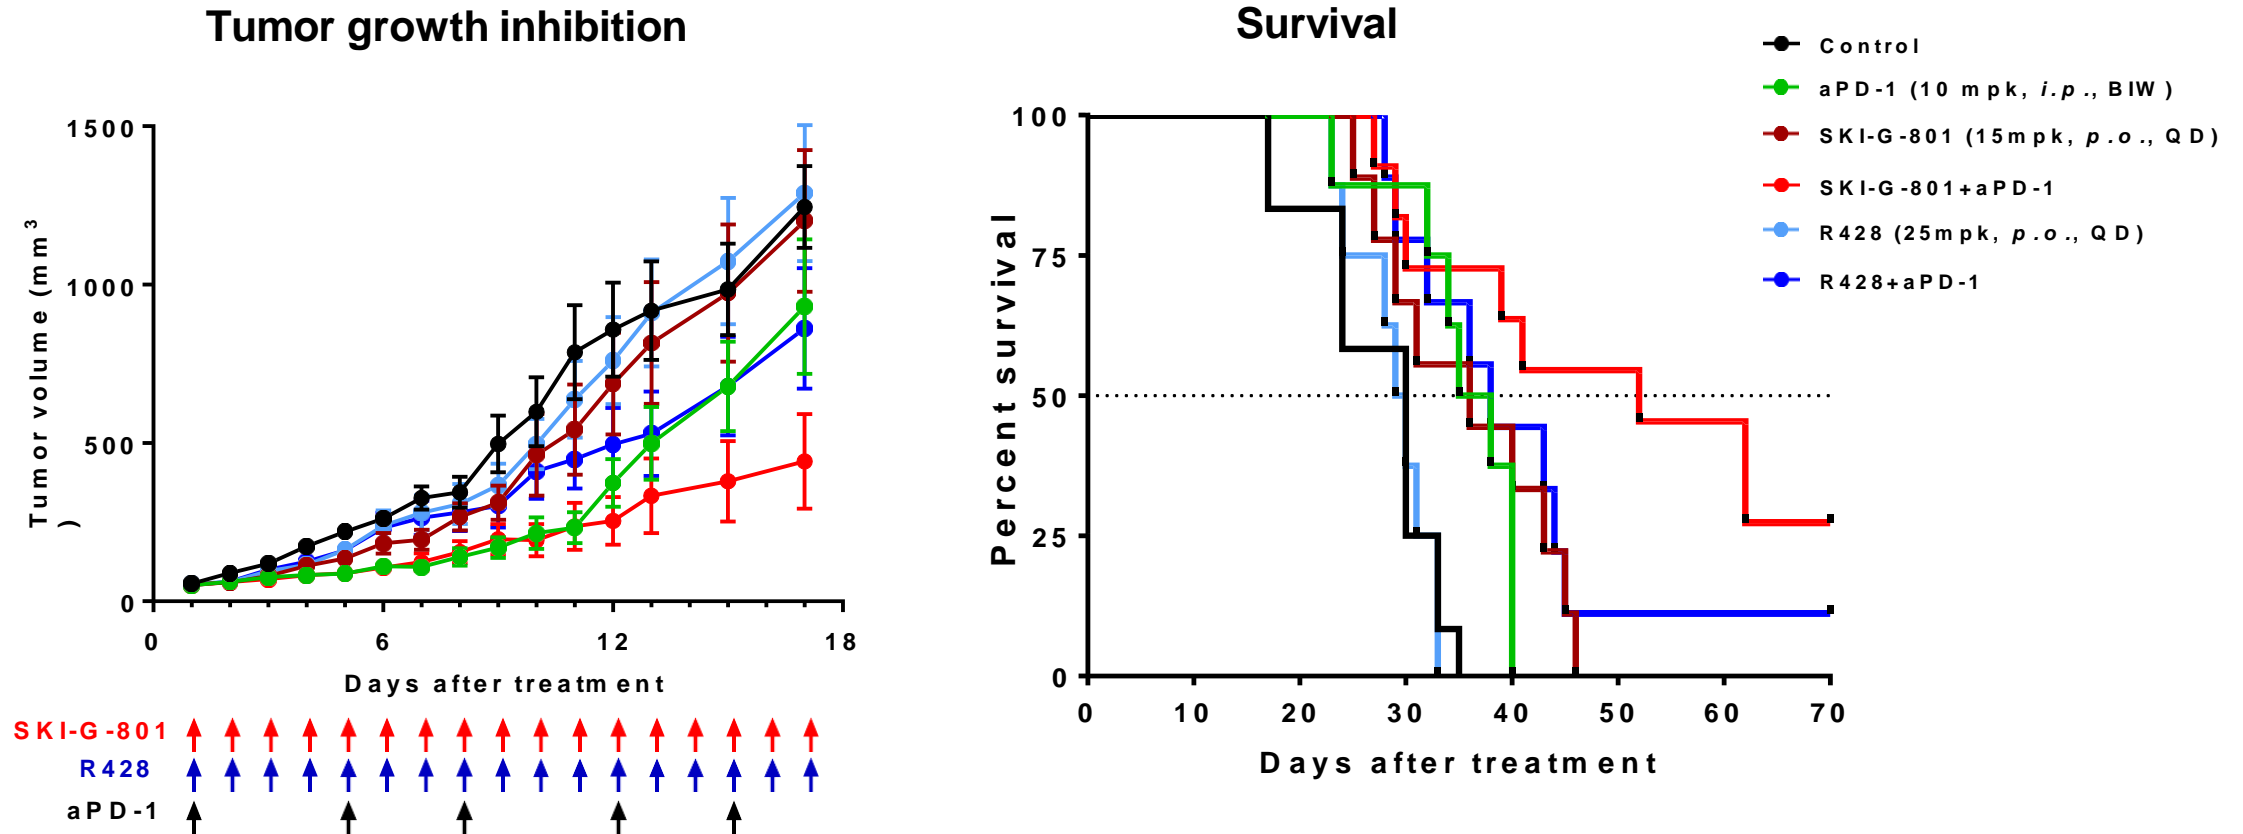 Tumor growth inhibition
Tumor volume (mm3)
1500
1000
500
0
0 6 12 18
Days after treatment
SKI-G-801
R428
aPD-1
Survival
Percent survival
100
75
50
25
0
0 10 20 30 40 50 60 70
Days after treatment
Control
aPD-1 (10 mpk, i.p., BIW)
SKI-G-801 (15mpk, p.o., QD)
SKI-G-801+aPD-1
R428 (25mpk, p.o., QD)
R428+aPD-1